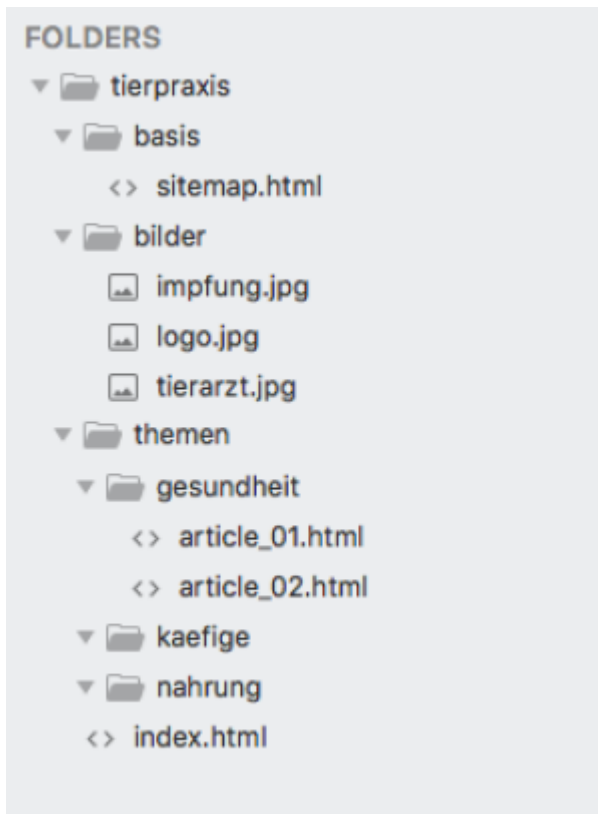 FOLDERS
tierpraxis
basis
<> sitemap.html
bilder
impfung.jpg
logo.jpg
tierarzt.jpg
themen
gesundheit
<> article_01.html
<> article_02.html
kaefige
nahrung
<> index.html